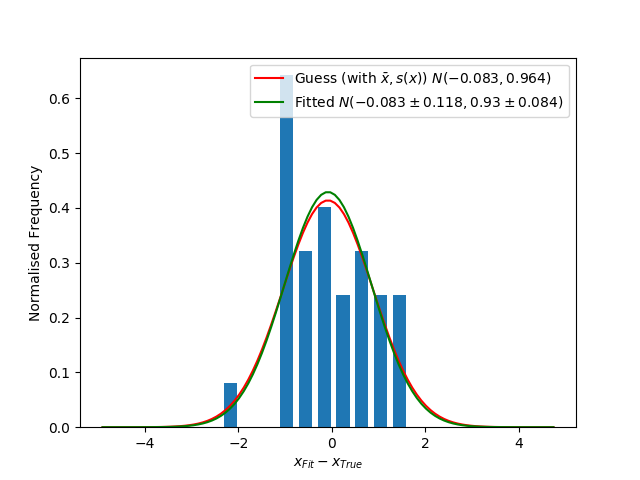 Guess (with x̄, s(x)) N(−0.083, 0.964)
Fitted N(−0.083 ± 0.118, 0.93 ± 0.084)
Normalised Frequency
0.6
0.5
0.4
0.3
0.2
0.1
0.0
−4 −2 0 2 4
x_Fit − x_True